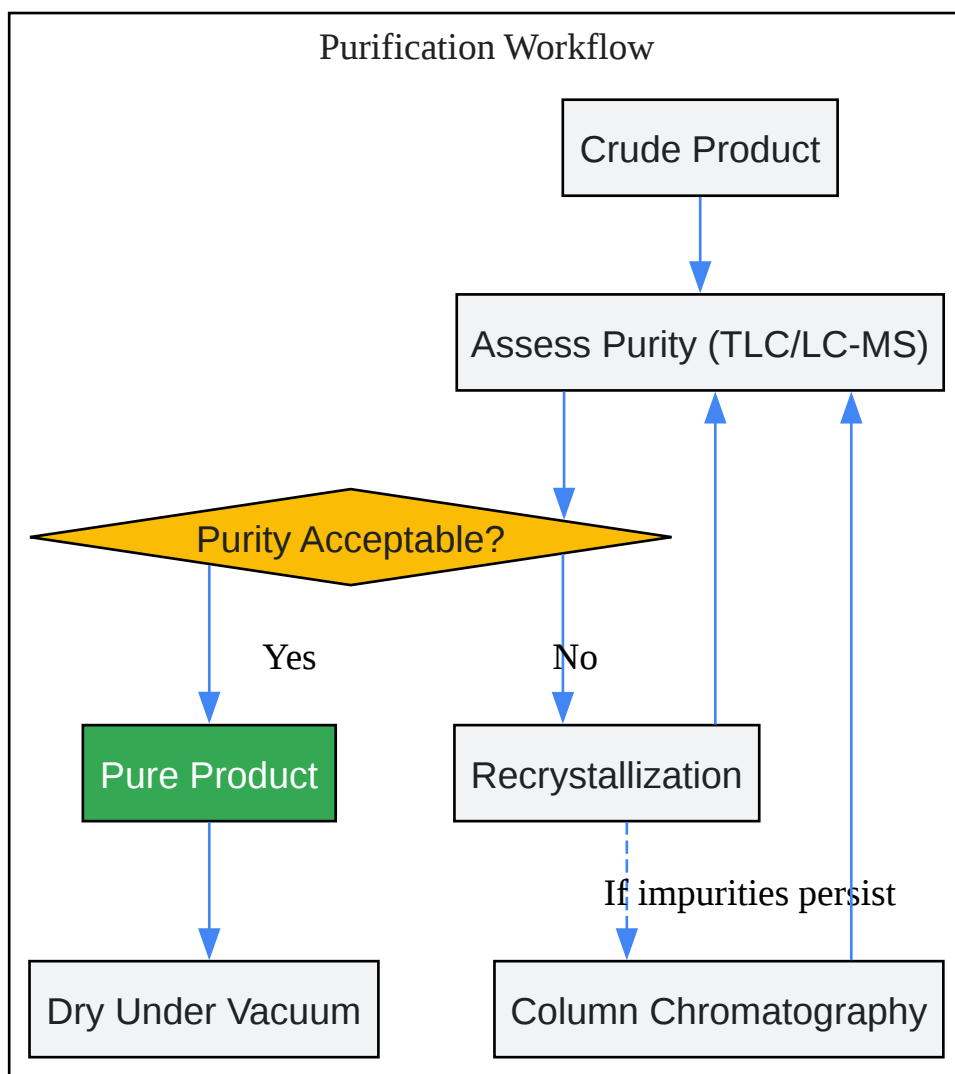 Purification Workflow
Crude Product
Assess Purity (TLC/LC-MS)
Purity Acceptable?
Yes
No
Pure Product
Recrystallization
If impurities persist
Dry Under Vacuum
Column Chromatography